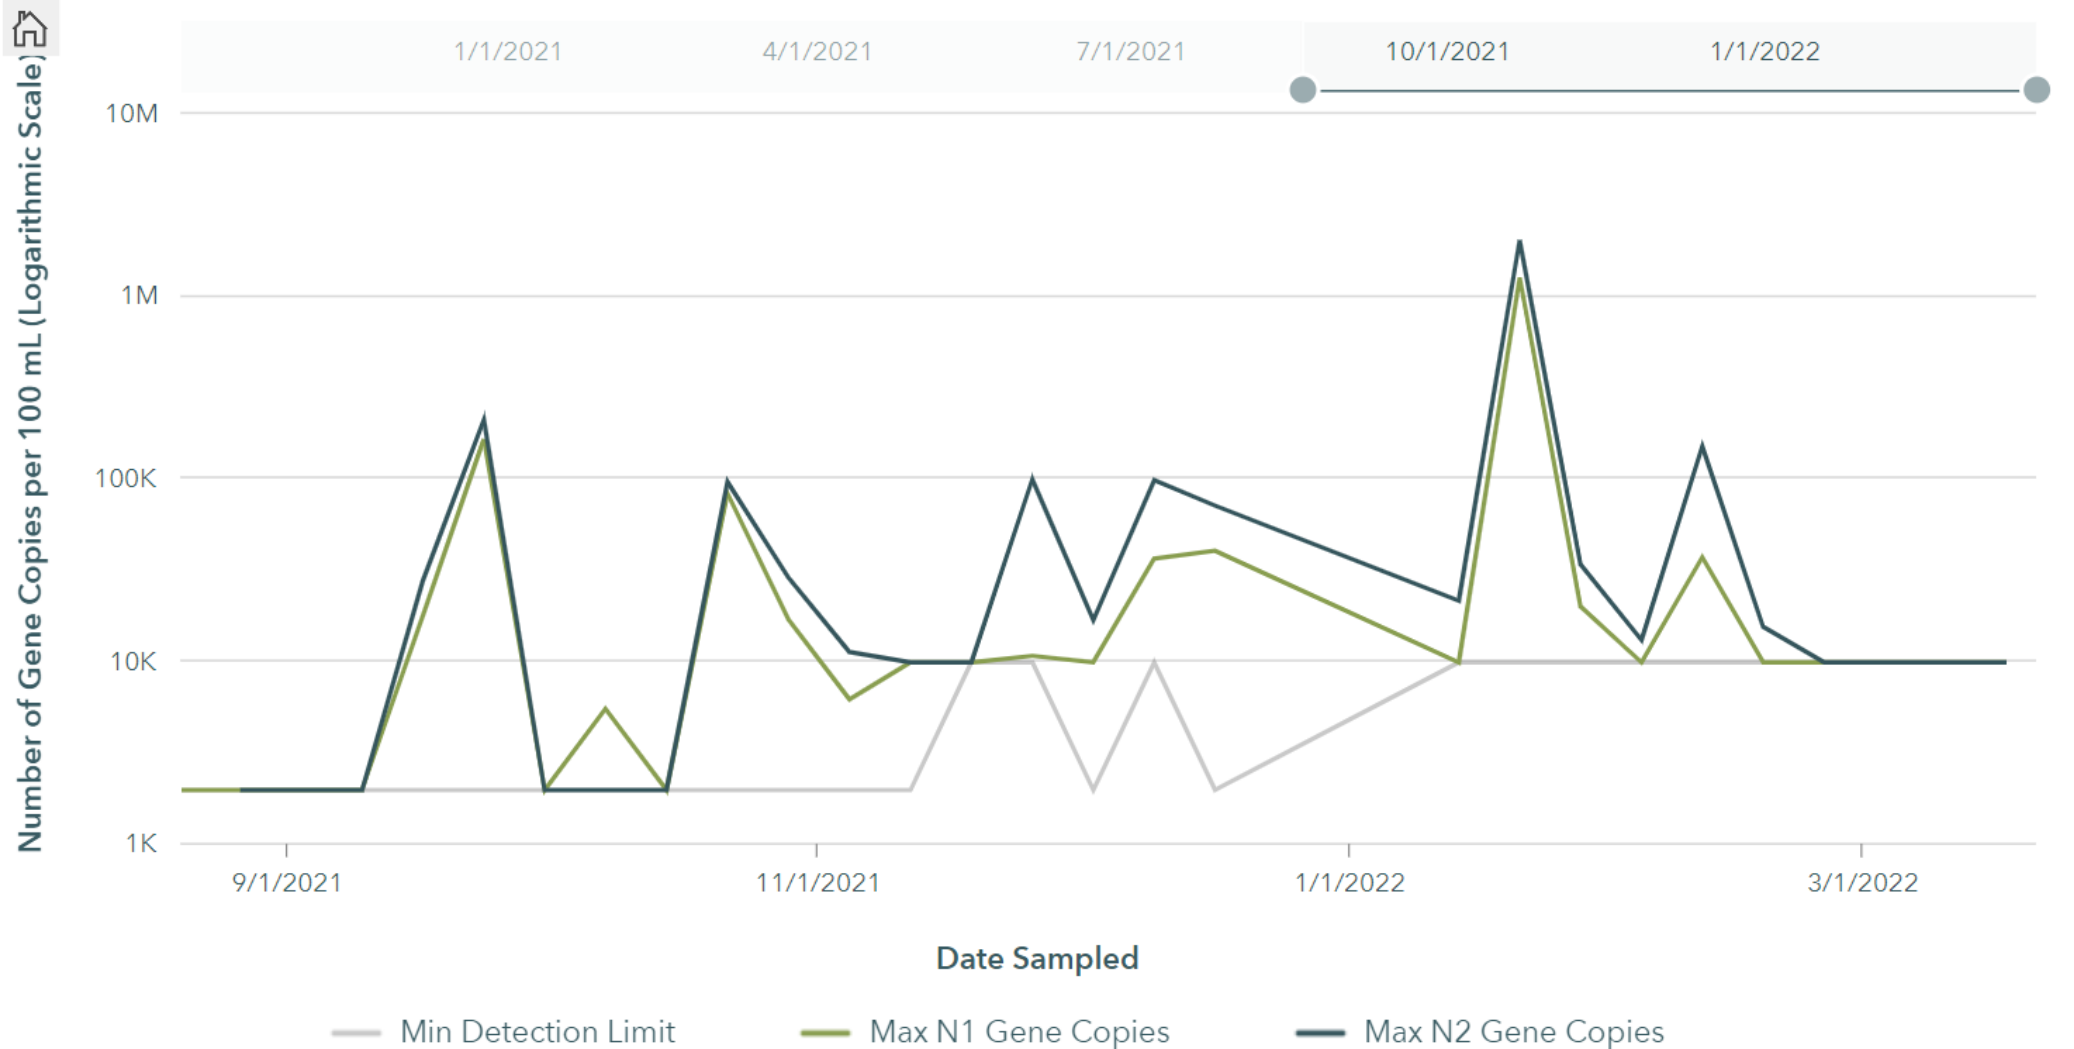 1/1/2021 4/1/2021 7/1/2021 10/1/2021 1/1/2022
Number of Gene Copies per 100 mL (Logarithmic Scale)
10M
1M
100K
10K
1K
9/1/2021 11/1/2021 1/1/2022 3/1/2022
Date Sampled
Min Detection Limit Max N1 Gene Copies Max N2 Gene Copies